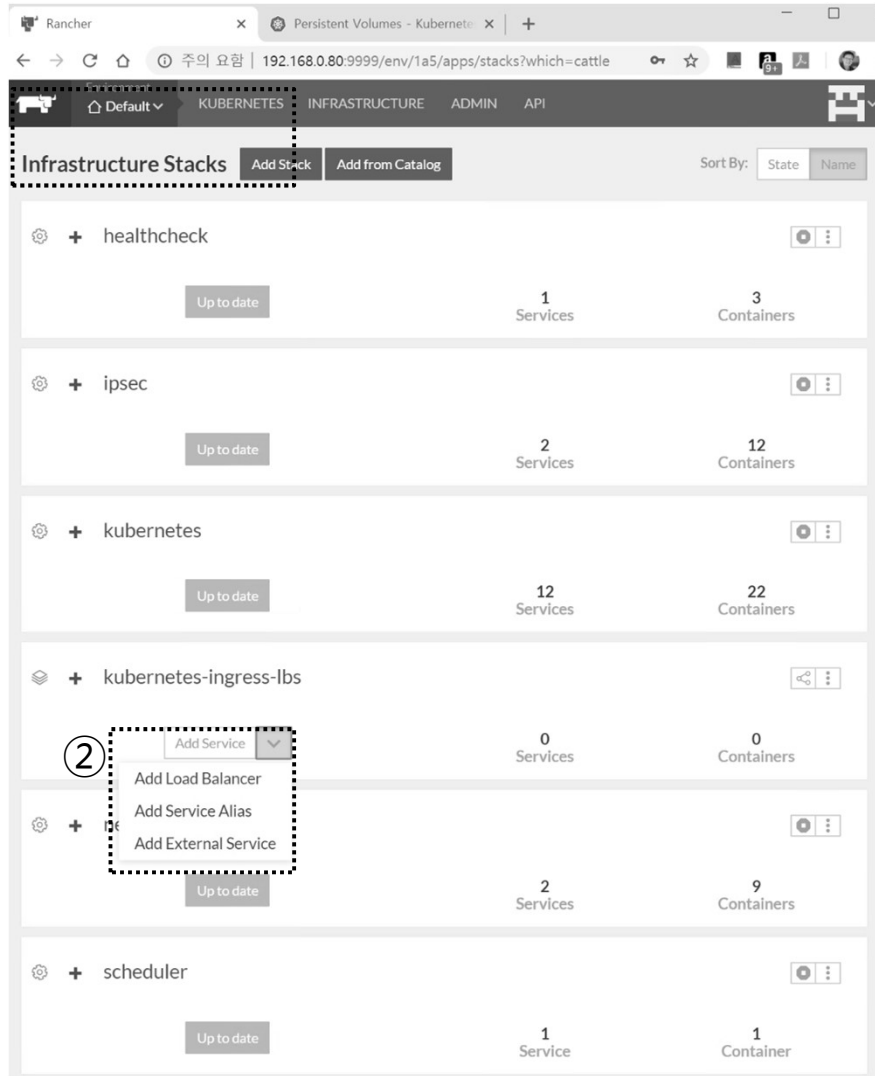 Rancher
Persistent Volumes - Kubernete
주의 요함 | 192.168.0.80:9999/env/1a5/apps/stacks?which=cattle
9+
Environment
Default KUBERNETES INFRASTRUCTURE ADMIN API
Infrastructure Stacks Add Stack Add from Catalog Sort By: State Name
healthcheck
Up to date 1 Services 3 Containers
ipsec
Up to date 2 Services 12 Containers
kubernetes
Up to date 12 Services 22 Containers
kubernetes-ingress-lbs
② Add Service 0 Services 0 Containers
Add Load Balancer
Add Service Alias
Add External Service
Up to date 2 Services 9 Containers
scheduler
Up to date 1 Service 1 Container